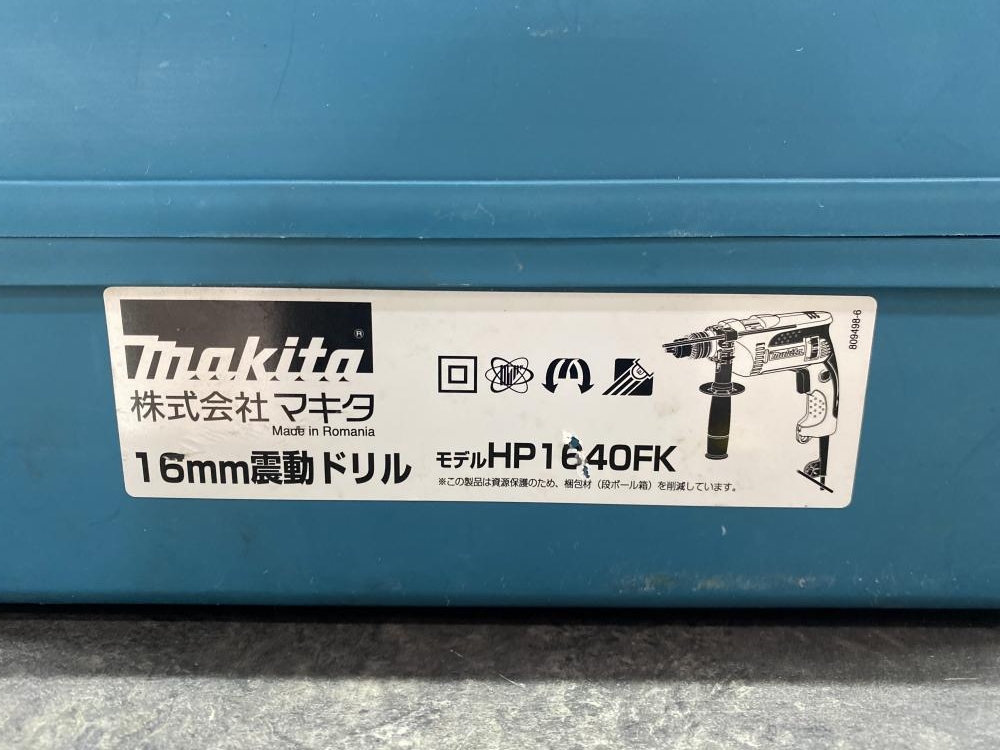 makita®
株式会社マキタ
Made in Romania
16mm震動ドリル
モデルHP1640FK
※この製品は資源保護のため、梱包材（段ボール箱）を削減しています。
makita
809498-6